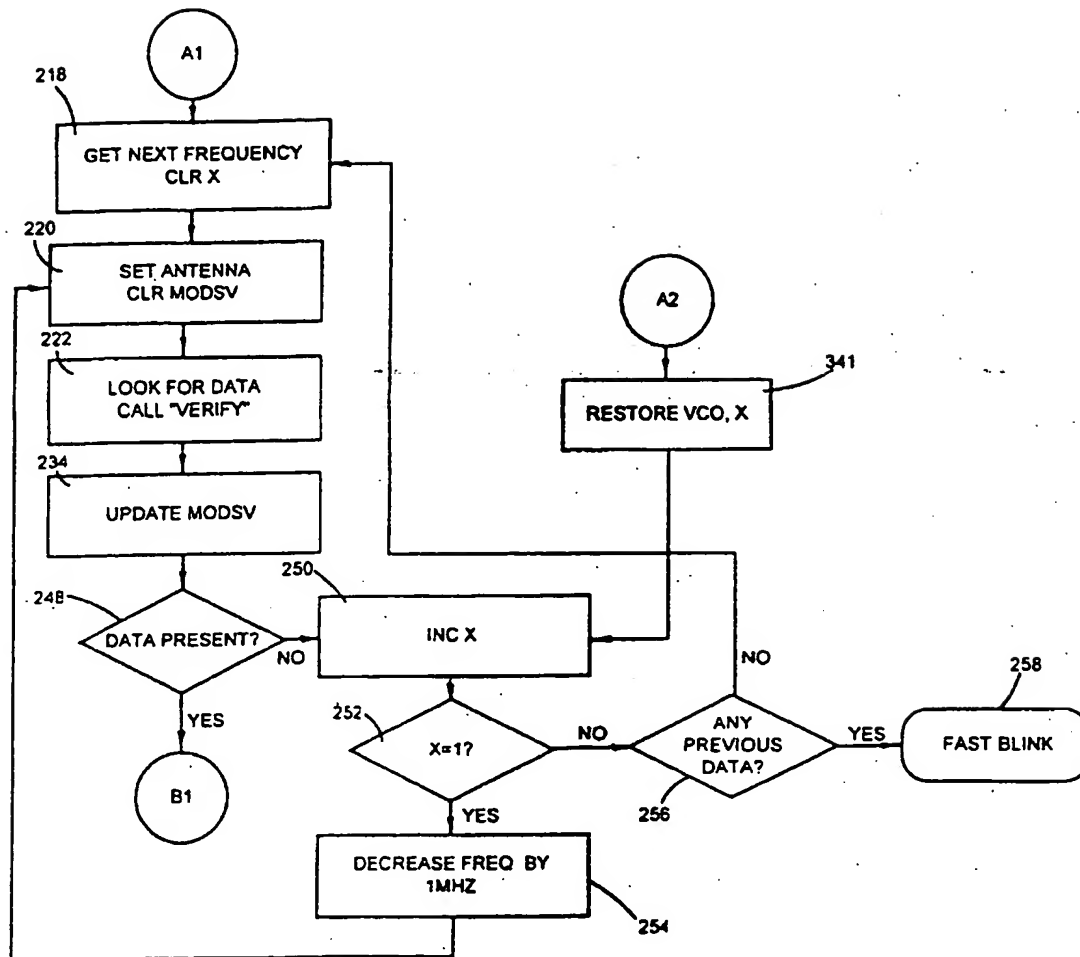 A1
218
GET NEXT FREQUENCY
CLR X
220
SET ANTENNA
CLR MODSV
A2
222
LOOK FOR DATA
CALL "VERIFY"
341
RESTORE VCO, X
234
UPDATE MODSV
250
248
DATA PRESENT?
NO
INC X
NO
258
YES
252
X=1?
NO
ANY
PREVIOUS
DATA?
YES
FAST BLINK
B1
YES
256
DECREASE FREQ BY
1MHZ
254